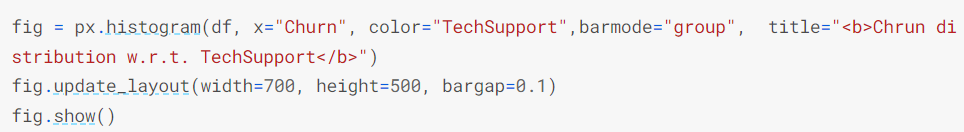 fig = px.histogram(df, x="Churn", color="TechSupport",barmode="group",  title="<b>Chrun di
stribution w.r.t. TechSupport</b>")
fig.update_layout(width=700, height=500, bargap=0.1)
fig.show()